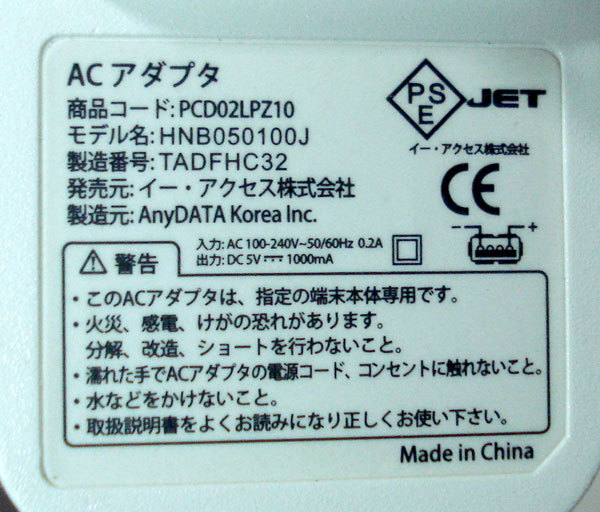 AC アダプタ
商品コード: PCD02LPZ10
モデル名: HNB050100J
製造番号: TADFHC32
発売元: イー・アクセス株式会社
製造元: AnyDATA Korea Inc.
PS
E
JET
イー・アクセス株式会社
CE
− +
入力: AC 100-240V~50/60Hz 0.2A
出力: DC 5V⎓ 1000mA
⚠ 警告
・このACアダプタは、指定の端末本体専用です。
・火災、感電、けがの恐れがあります。
分解、改造、ショートを行わないこと。
・濡れた手でACアダプタの電源コード、コンセントに触れないこと。
・水などをかけないこと。
・取扱説明書をよくお読みになり正しくお使い下さい。
Made in China